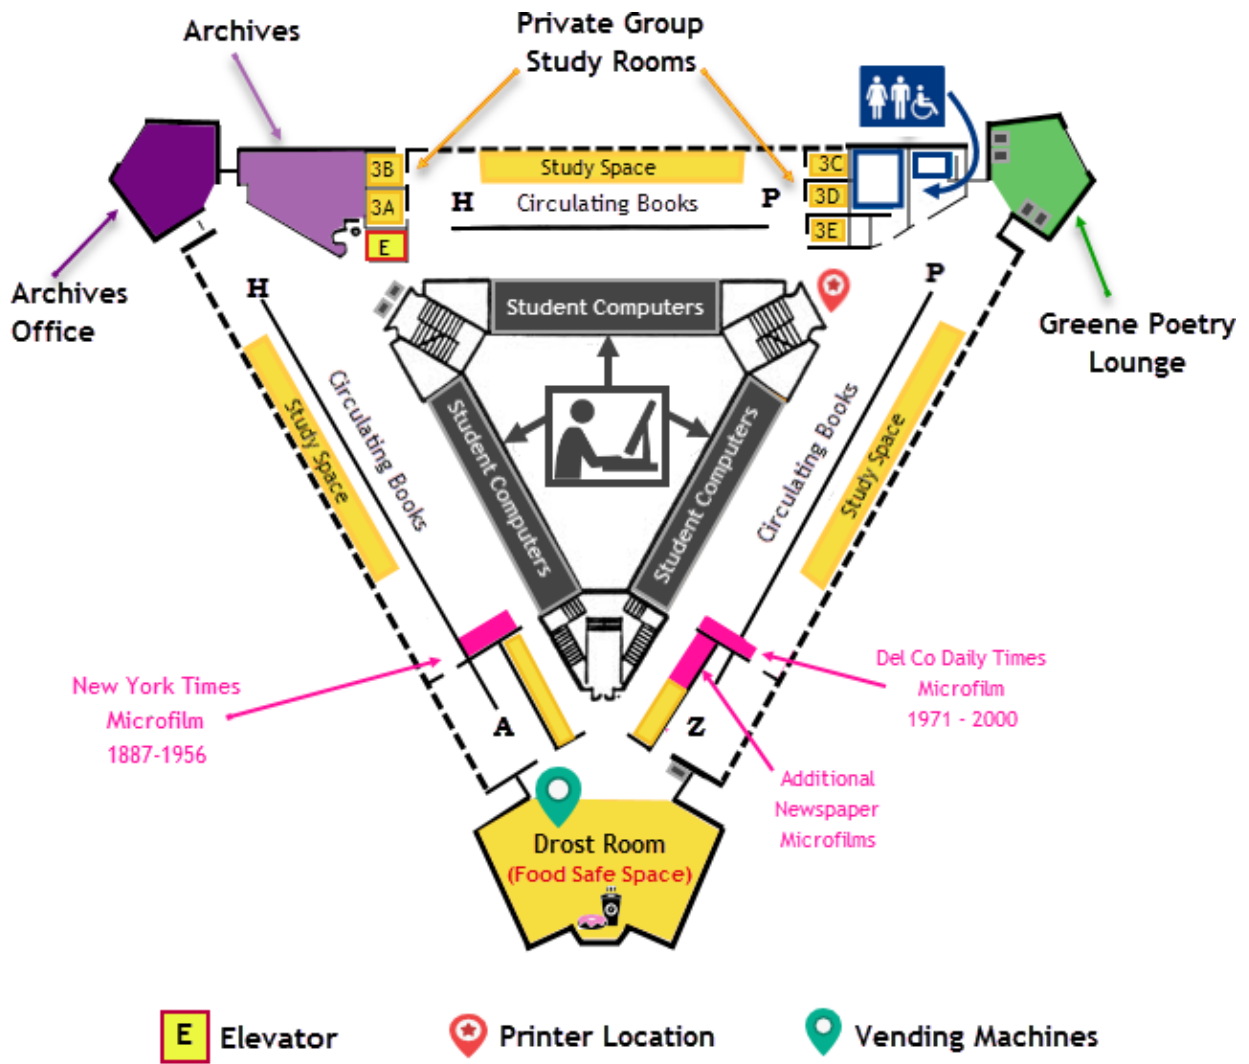 Archives
Private Group
Study Rooms
3B
3A
E
H
Study Space
Circulating Books
P
3C
3D
3E
Archives
Office
H
Student Computers
P
Greene Poetry
Lounge
Study Space
Circulating Books
Student Computers
Student Computers
Circulating Books
Study Space
New York Times
Microfilm
1887-1956
A
Z
Del Co Daily Times
Microfilm
1971 - 2000
Additional
Newspaper
Microfilms
Drost Room
(Food Safe Space)
E Elevator
Printer Location
Vending Machines